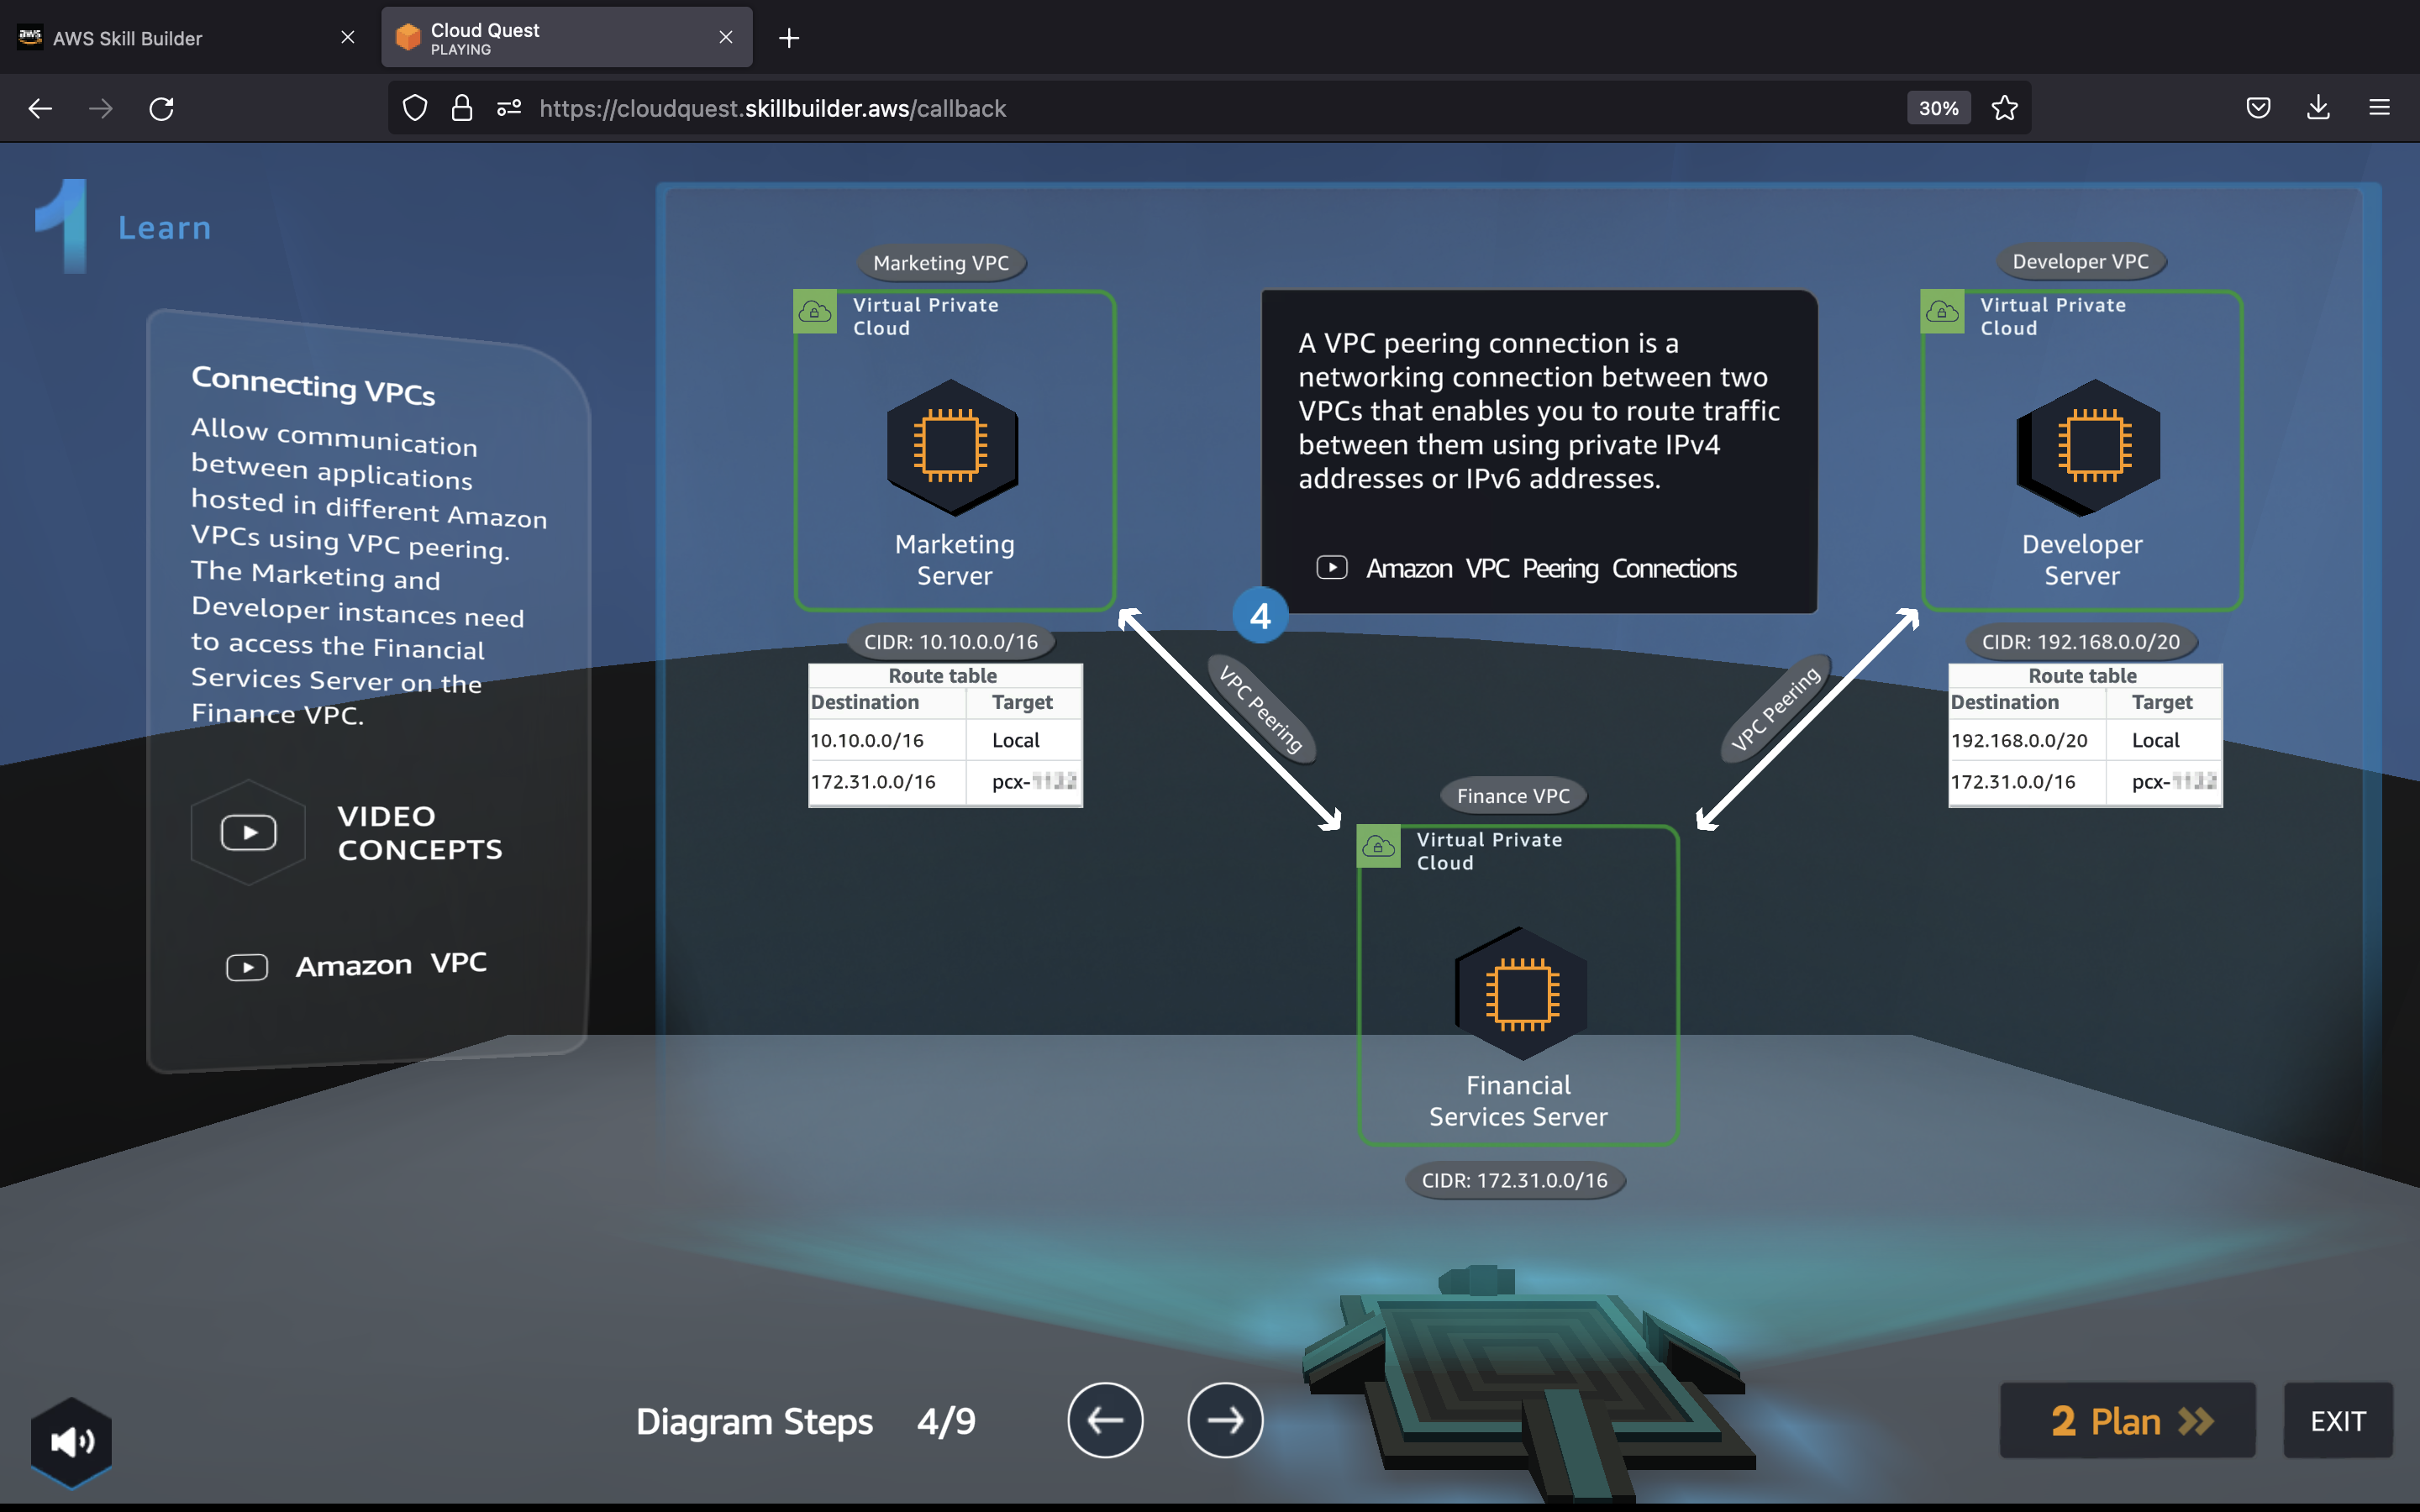 aws
AWS Skill Builder
Cloud Quest
PLAYING
https://cloudquest.skillbuilder.aws/callback
30%
1
Learn
Connecting VPCs
Allow communication
between applications
hosted in different Amazon
VPCs using VPC peering.
The Marketing and
Developer instances need
to access the Financial
Services Server on the
Finance VPC.
VIDEO
CONCEPTS
Amazon VPC
Marketing VPC
Virtual Private
Cloud
Marketing
Server
CIDR: 10.10.0.0/16
Route table
Destination Target
10.10.0.0/16 Local
172.31.0.0/16 pcx-
A VPC peering connection is a
networking connection between two
VPCs that enables you to route traffic
between them using private IPv4
addresses or IPv6 addresses.
Amazon VPC Peering Connections
4
VPC Peering
VPC Peering
Developer VPC
Virtual Private
Cloud
Developer
Server
CIDR: 192.168.0.0/20
Route table
Destination Target
192.168.0.0/20 Local
172.31.0.0/16 pcx-
Finance VPC
Virtual Private
Cloud
Financial
Services Server
CIDR: 172.31.0.0/16
Diagram Steps 4/9
2 Plan
EXIT